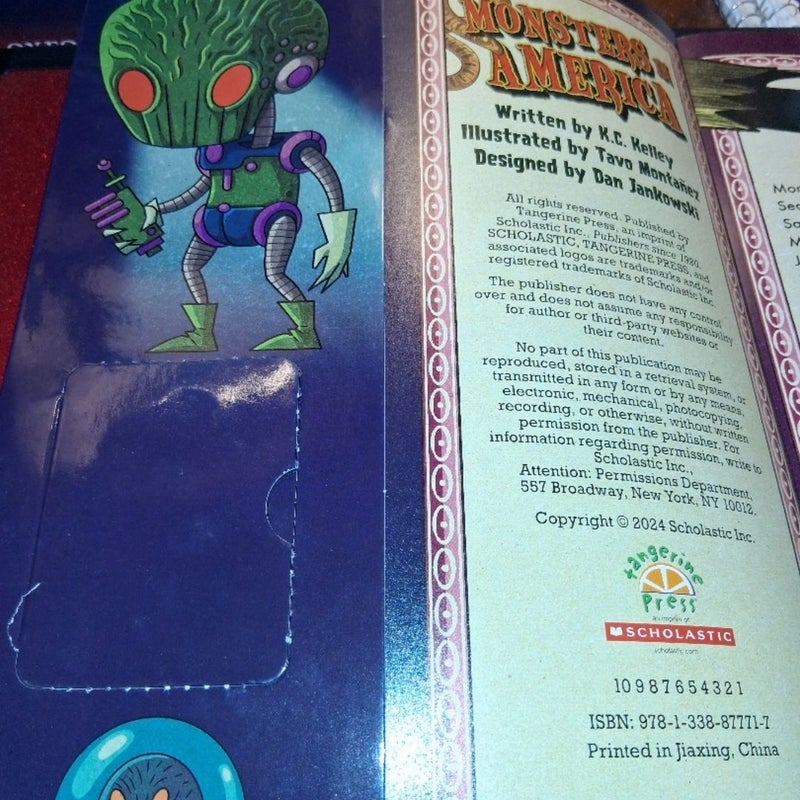 MONSTERS IN
AMERICA
Written by K.C. Kelley
Illustrated by Tavo Montañez
Designed by Dan Jankowski
All rights reserved. Published by
Tangerine Press, an imprint of
Scholastic Inc., Publishers since 1920.
SCHOLASTIC, TANGERINE PRESS, and
associated logos are trademarks and/or
registered trademarks of Scholastic Inc.
The publisher does not have any control
over and does not assume any responsibility
for author or third-party websites or
their content.
No part of this publication may be
reproduced, stored in a retrieval system, or
transmitted in any form or by any means,
electronic, mechanical, photocopying,
recording, or otherwise, without written
permission from the publisher. For
information regarding permission, write to
Scholastic Inc.,
Attention: Permissions Department,
557 Broadway, New York, NY 10012.
Copyright © 2024 Scholastic Inc.
tangerine
Press
an imprint of
SCHOLASTIC
scholastic.com
10 9 8 7 6 5 4 3 2 1
ISBN: 978-1-338-87771-7
Printed in Jiaxing, China